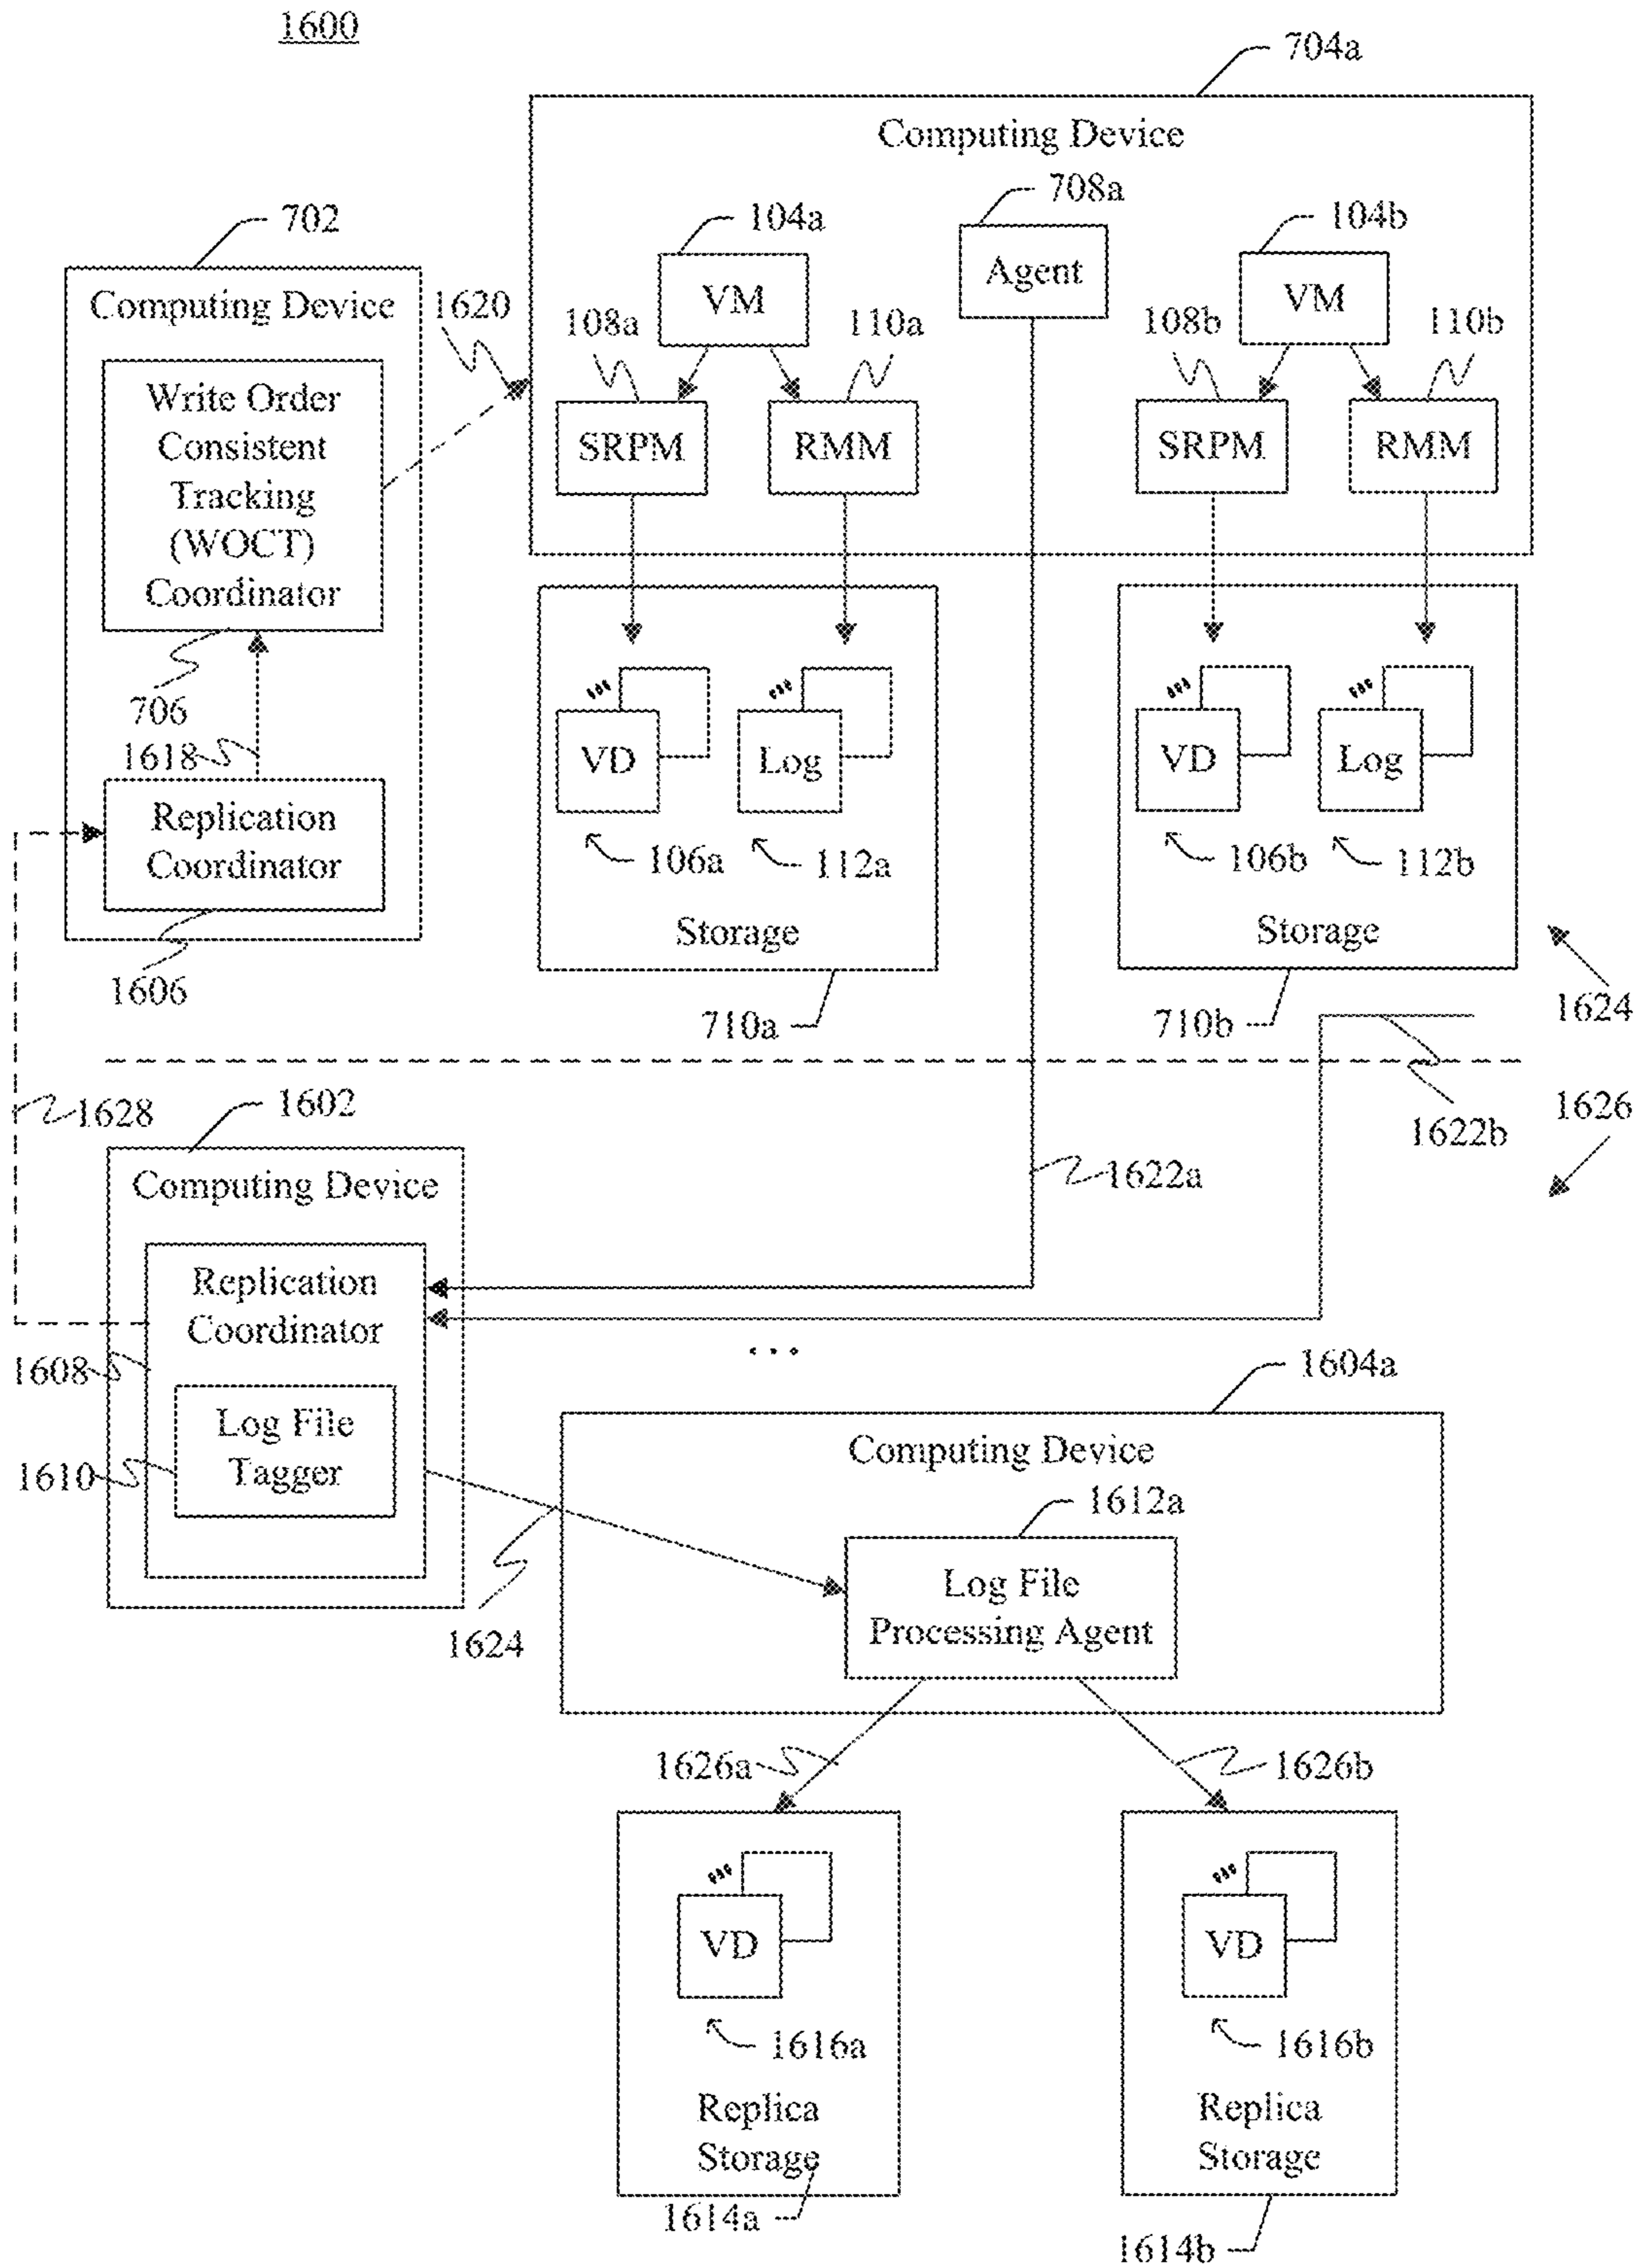 1600
704a
Computing Device
708a
702
104a
104b
Agent
Computing Device
1620
VM
VM
108a
110a
108b
110b
Write Order
Consistent
Tracking
(WOCT)
Coordinator
SRPM
RMM
SRPM
RMM
706
1618
VD
Log
VD
Log
Replication
Coordinator
106a
112a
106b
112b
Storage
Storage
1606
710a
710b
1624
1628
1602
1626
1622b
Computing Device
1622a
Replication
Coordinator
...
1608
1604a
Log File
Tagger
1610
Computing Device
1612a
Log File
Processing Agent
1624
1626a
1626b
VD
VD
1616a
1616b
Replica
Storage
Replica
Storage
1614a
1614b